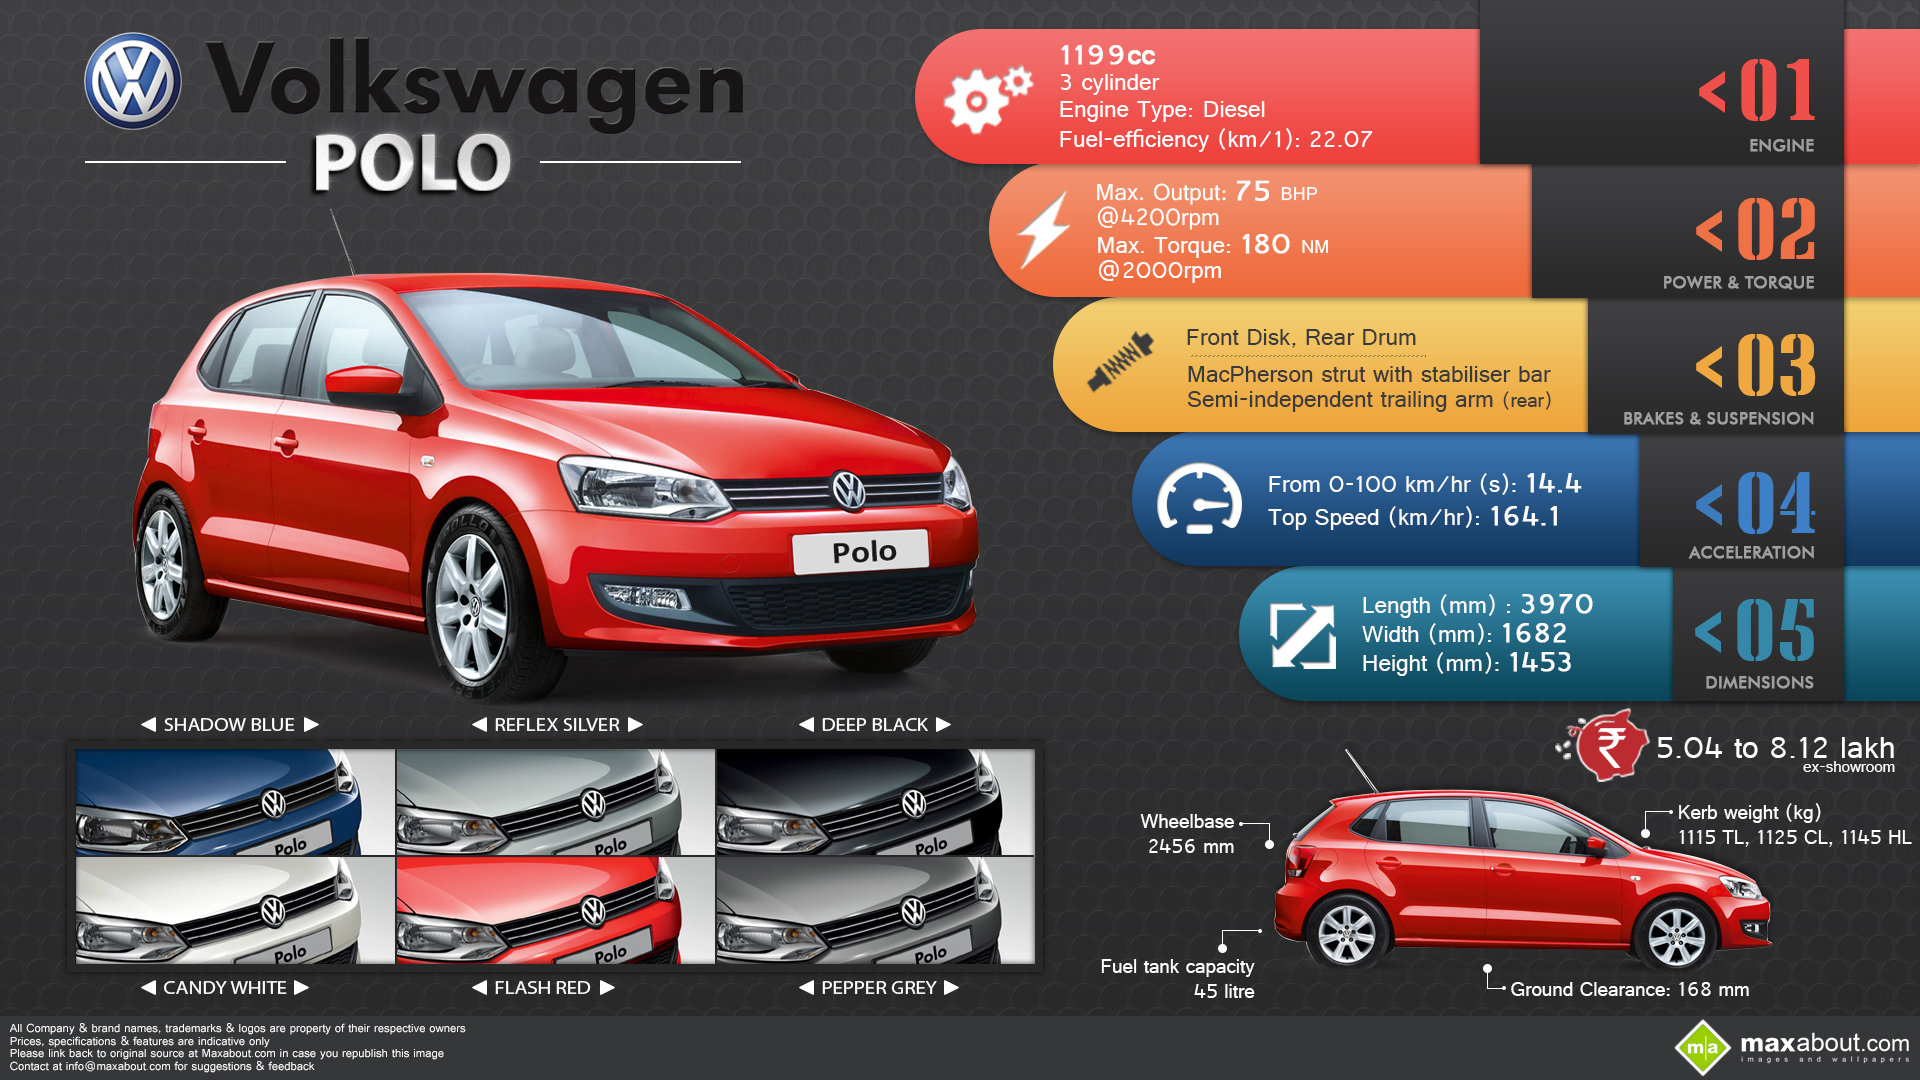 Volkswagen
POLO
1199cc
3 cylinder
Engine Type: Diesel
Fuel-efficiency (km/1): 22.07
<01
ENGINE
Max. Output: 75 BHP
@4200rpm
Max. Torque: 180 NM
@2000rpm
<02
POWER & TORQUE
Front Disk, Rear Drum
MacPherson strut with stabiliser bar
Semi-independent trailing arm (rear)
<03
BRAKES & SUSPENSION
From 0-100 km/hr (s): 14.4
Top Speed (km/hr): 164.1
<04
ACCELERATION
Length (mm) : 3970
Width (mm): 1682
Height (mm): 1453
<05
DIMENSIONS
Polo
SHADOW BLUE
REFLEX SILVER
DEEP BLACK
Polo
Polo
Polo
Polo
Polo
Polo
CANDY WHITE
FLASH RED
PEPPER GREY
₹ 5.04 to 8.12 lakh
ex-showroom
Wheelbase
2456 mm
Kerb weight (kg)
1115 TL, 1125 CL, 1145 HL
Fuel tank capacity
45 litre
Ground Clearance: 168 mm
All Company & brand names, trademarks & logos are property of their respective owners
Prices, specifications & features are indicative only
Please link back to original source at Maxabout.com in case you republish this image
Contact at info@maxabout.com for suggestions & feedback
m|a maxabout.com
images and wallpapers